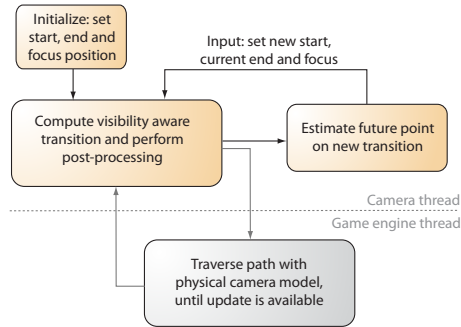 Initialize: set
start, end and
focus position
Input: set new start,
current end and focus
Compute visibility aware
transition and perform
post-processing
Estimate future point
on new transition
Camera thread
Game engine thread
Traverse path with
physical camera model,
until update is available